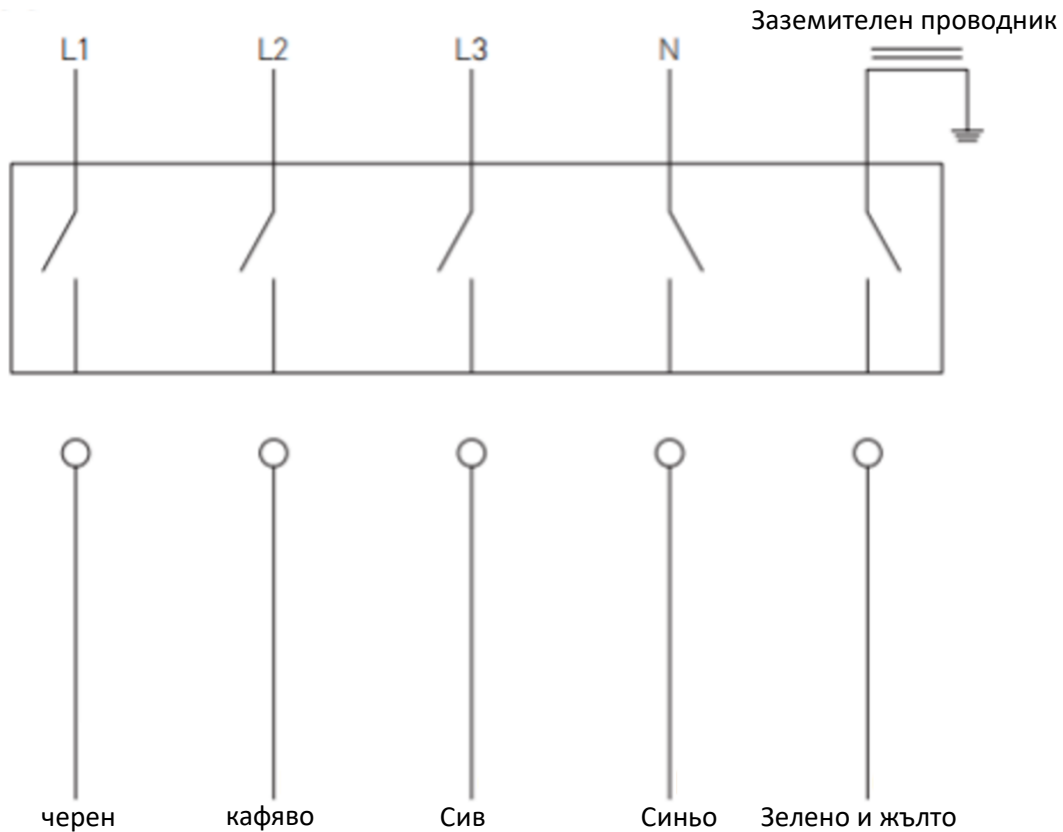 Заземителен проводник
L1 L2 L3 N
черен кафяво Сив Синьо Зелено и жълто